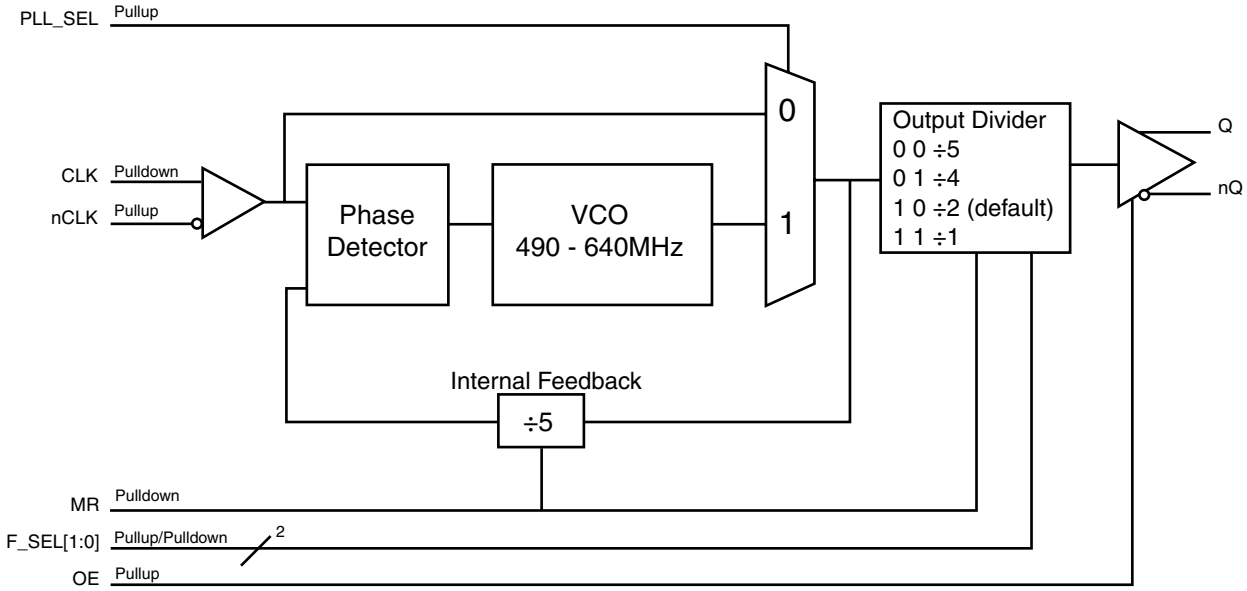 PLL_SEL Pullup
0
CLK Pulldown
nCLK Pullup
Phase
Detector
VCO
490 - 640MHz
1
Output Divider
0 0 ÷5
0 1 ÷4
1 0 ÷2 (default)
1 1 ÷1
Q
nQ
Internal Feedback
÷5
MR Pulldown
F_SEL[1:0] Pullup/Pulldown 2
OE Pullup